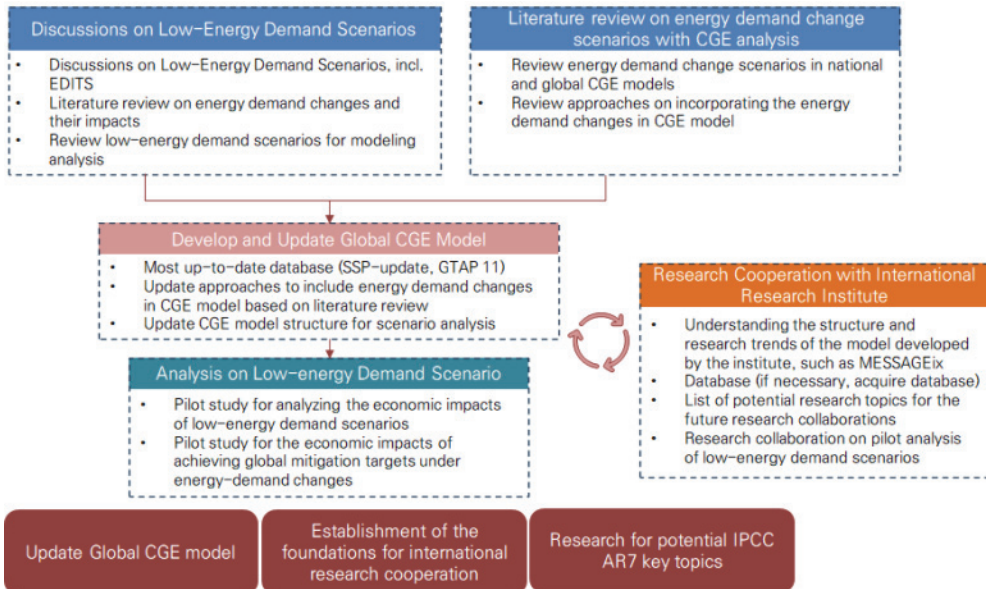 Discussions on Low-Energy Demand Scenarios
• Discussions on Low-Energy Demand Scenarios, incl.
EDITS
• Literature review on energy demand changes and
their impacts
• Review low-energy demand scenarios for modeling
analysis
Literature review on energy demand change
scenarios with CGE analysis
• Review energy demand change scenarios in national
and global CGE models
• Review approaches on incorporating the energy
demand changes in CGE model
Develop and Update Global CGE Model
• Most up-to-date database (SSP-update, GTAP 11)
• Update approaches to include energy demand changes
in CGE model based on literature review
• Update CGE model structure for scenario analysis
Analysis on Low-energy Demand Scenario
• Pilot study for analyzing the economic impacts
of low-energy demand scenarios
• Pilot study for the economic impacts of
achieving global mitigation targets under
energy-demand changes
Research Cooperation with International
Research Institute
• Understanding the structure and
research trends of the model developed
by the institute, such as MESSAGEix
• Database (if necessary, acquire database)
• List of potential research topics for the
future research collaborations
• Research collaboration on pilot analysis
of low-energy demand scenarios
Update Global CGE model
Establishment of the
foundations for international
research cooperation
Research for potential IPCC
AR7 key topics